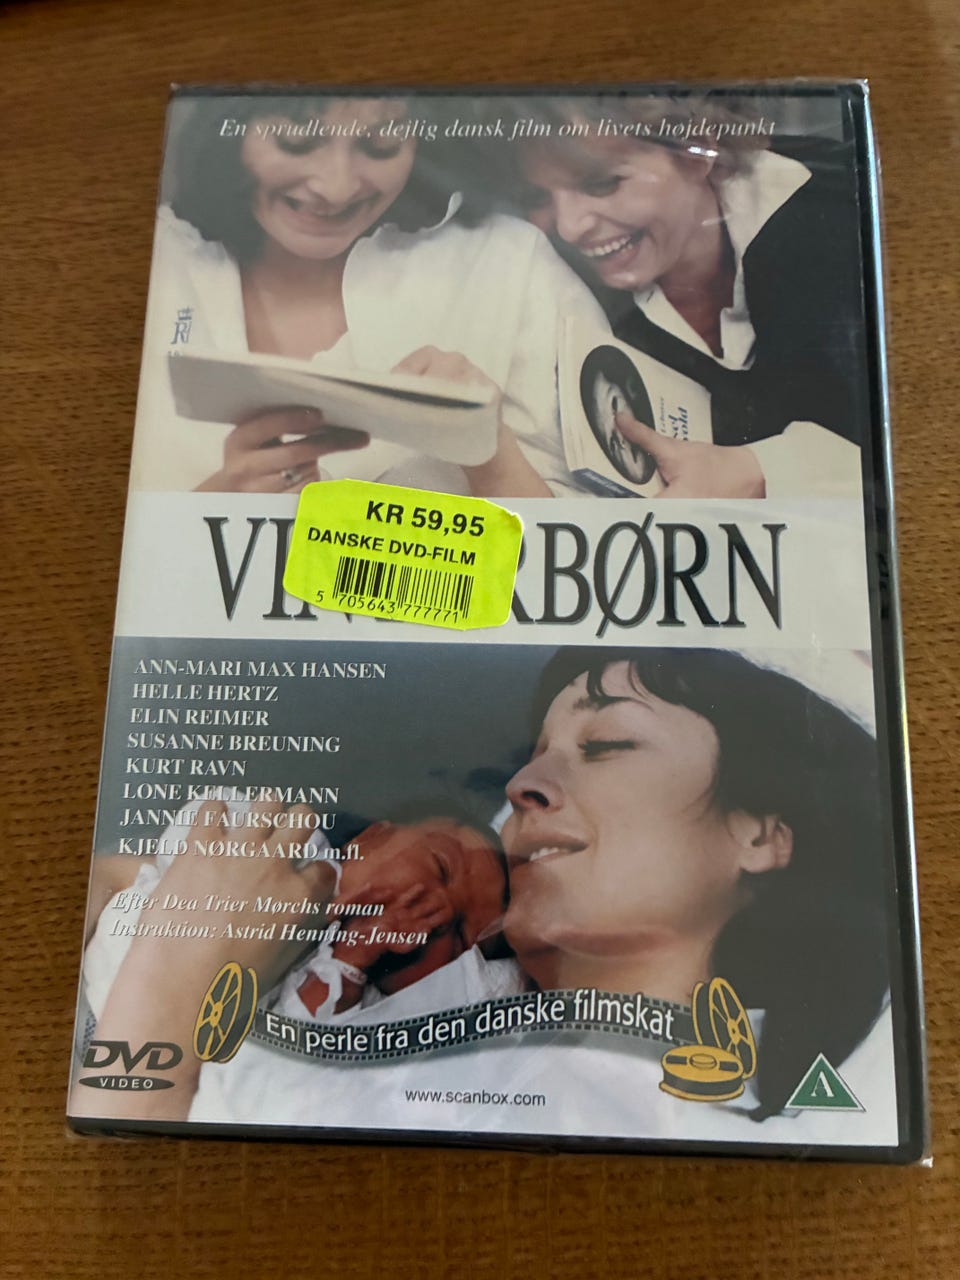 En sprudlende, dejlig dansk film om livets højdepunkt
KR 59,95
DANSKE DVD-FILM
5 705643 777771
RBØRN
ANN-MARI MAX HANSEN
HELLE HERTZ
ELIN REIMER
SUSANNE BREUNING
KURT RAVN
LONE KELLERMANN
JANNIE FAURSCHOU
KJELD NØRGAARD m.fl.
Efter Dea Trier Mørchs roman
Instruktion: Astrid Henning-Jensen
En perle fra den danske filmskat
DVD
VIDEO
www.scanbox.com
A